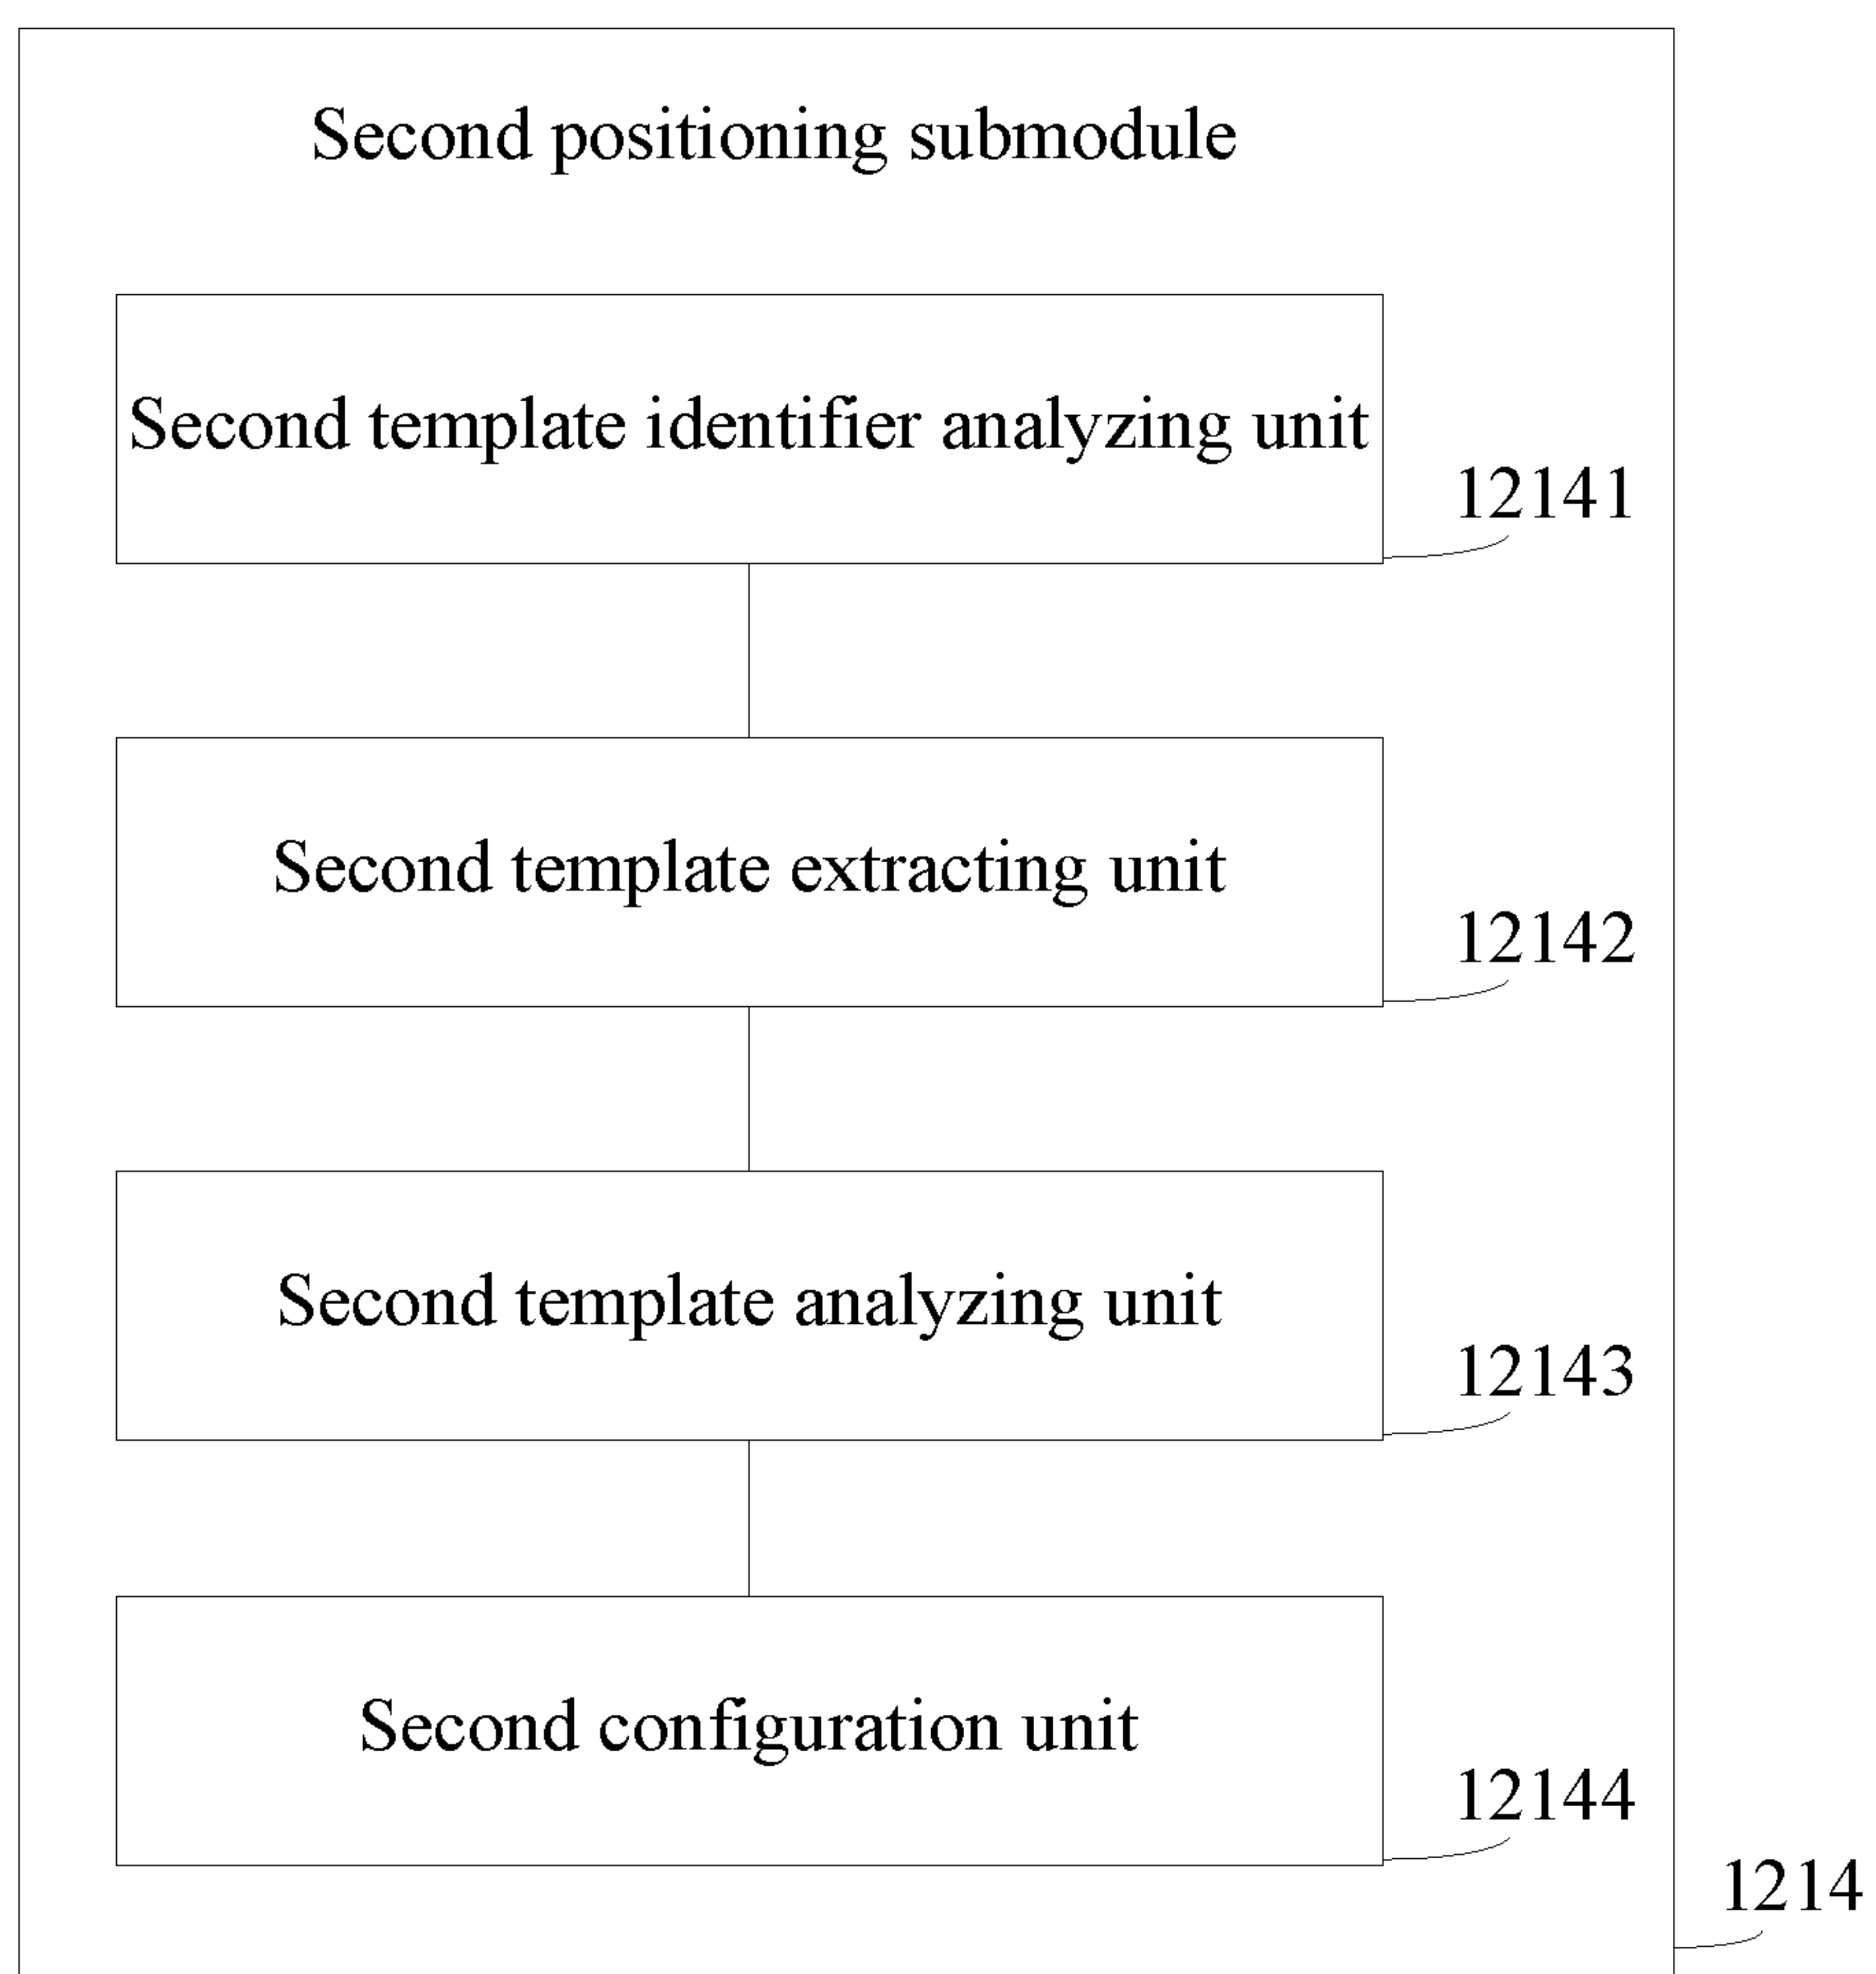 Second positioning submodule
Second template identifier analyzing unit
12141
Second template extracting unit
12142
Second template analyzing unit
12143
Second configuration unit
12144
1214